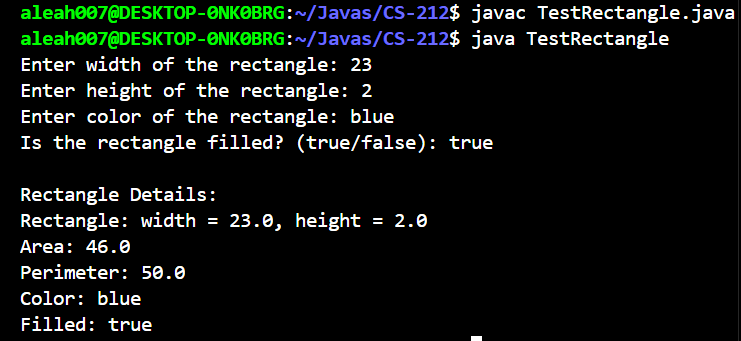 aleah007@DESKTOP-0NK0BRG:~/Javas/CS-212$ javac TestRectangle.java
aleah007@DESKTOP-0NK0BRG:~/Javas/CS-212$ java TestRectangle
Enter width of the rectangle: 23
Enter height of the rectangle: 2
Enter color of the rectangle: blue
Is the rectangle filled? (true/false): true
Rectangle Details:
Rectangle: width = 23.0, height = 2.0
Area: 46.0
Perimeter: 50.0
Color: blue
Filled: true